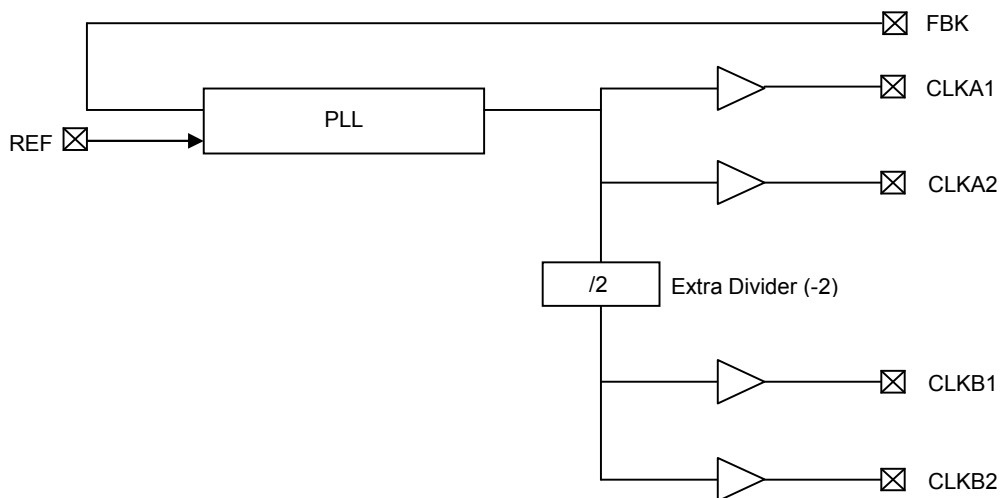 FBK
CLKA1
PLL
REF
CLKA2
/2
Extra Divider (-2)
CLKB1
CLKB2